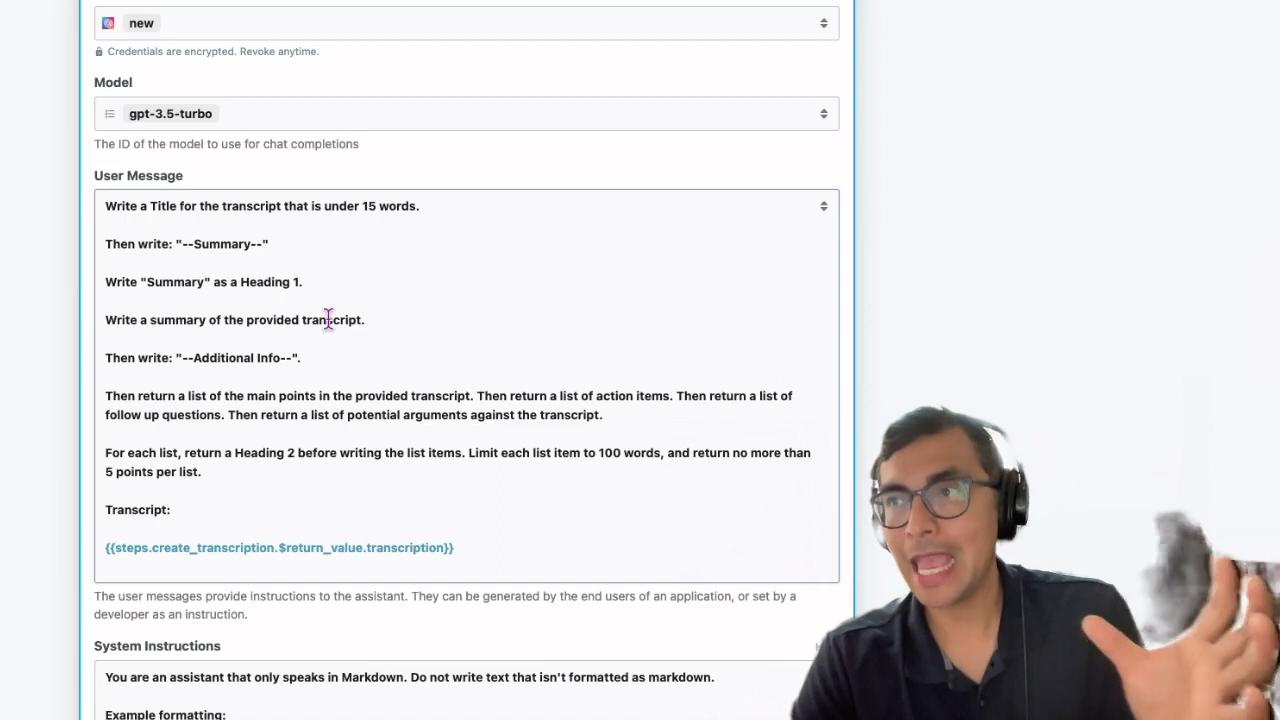 new
Credentials are encrypted. Revoke anytime.
Model
gpt-3.5-turbo
The ID of the model to use for chat completions
User Message
Write a Title for the transcript that is under 15 words.
Then write: "--Summary--"
Write "Summary" as a Heading 1.
Write a summary of the provided transcript.
Then write: "--Additional Info--".
Then return a list of the main points in the provided transcript. Then return a list of action items. Then return a list of
follow up questions. Then return a list of potential arguments against the transcript.
For each list, return a Heading 2 before writing the list items. Limit each list item to 100 words, and return no more than
5 points per list.
Transcript:
{{steps.create_transcription.$return_value.transcription}}
The user messages provide instructions to the assistant. They can be generated by the end users of an application, or set by a
developer as an instruction.
System Instructions
You are an assistant that only speaks in Markdown. Do not write text that isn't formatted as markdown.
Example formatting: